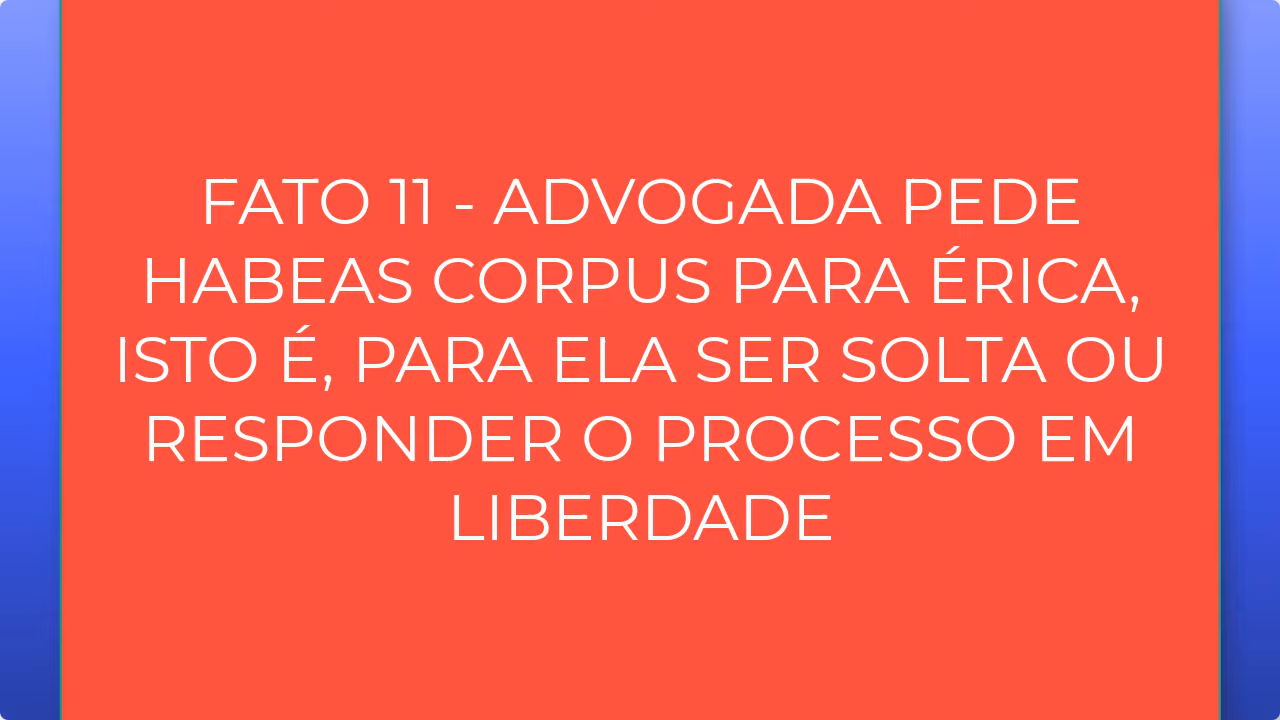 FATO 11 - ADVOGADA PEDE
HABEAS CORPUS PARA ÉRICA,
ISTO É, PARA ELA SER SOLTA OU
RESPONDER O PROCESSO EM
LIBERDADE